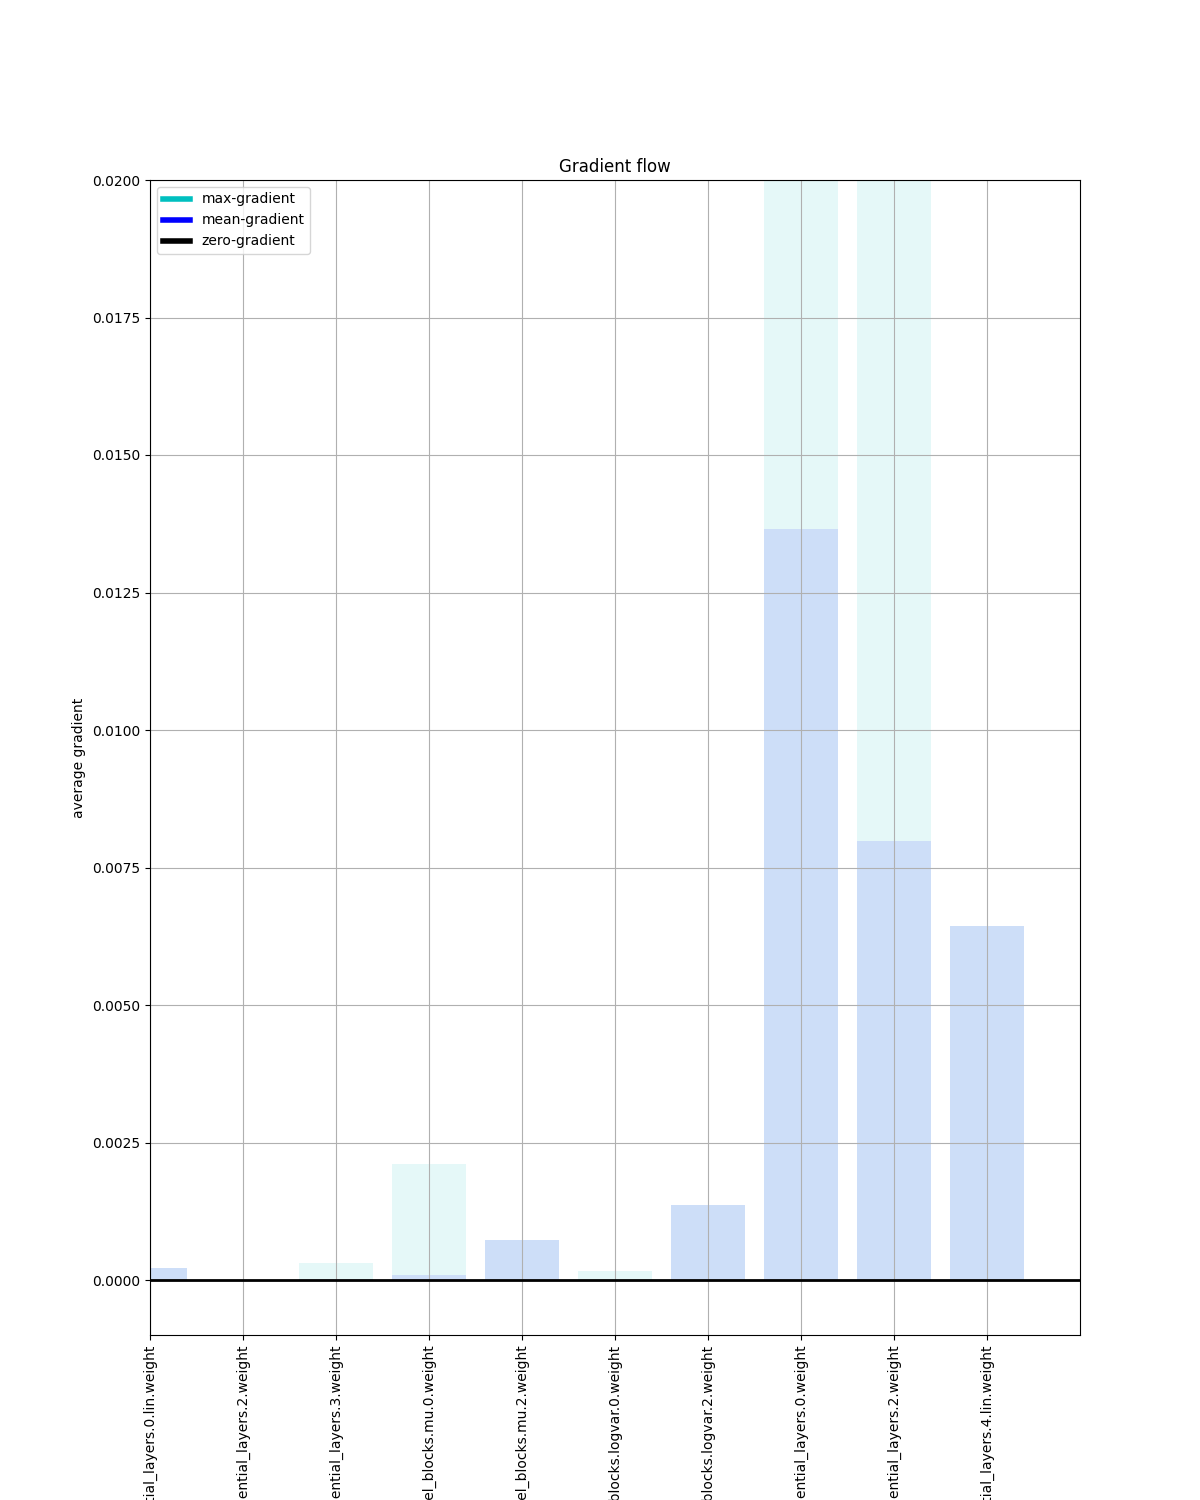 Gradient flow
max-gradient
mean-gradient
zero-gradient
0.0200
0.0175
0.0150
0.0125
0.0100
0.0075
0.0050
0.0025
0.0000
average gradient
tial_layers.0.lin.weight
ential_layers.2.weight
ential_layers.3.weight
el_blocks.mu.0.weight
el_blocks.mu.2.weight
blocks.logvar.0.weight
blocks.logvar.2.weight
ential_layers.0.weight
ential_layers.2.weight
tial_layers.4.lin.weight